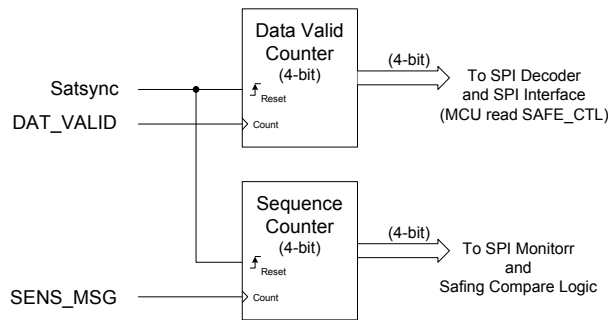 Data Valid
Counter
(4-bit)
(4-bit)
Satsync
Reset
To SPI Decoder
and SPI Interface
(MCU read SAFE_CTL)
DAT_VALID
Count
Sequence
Counter
(4-bit)
(4-bit)
Reset
To SPI Monitorr
and
Safing Compare Logic
SENS_MSG
Count